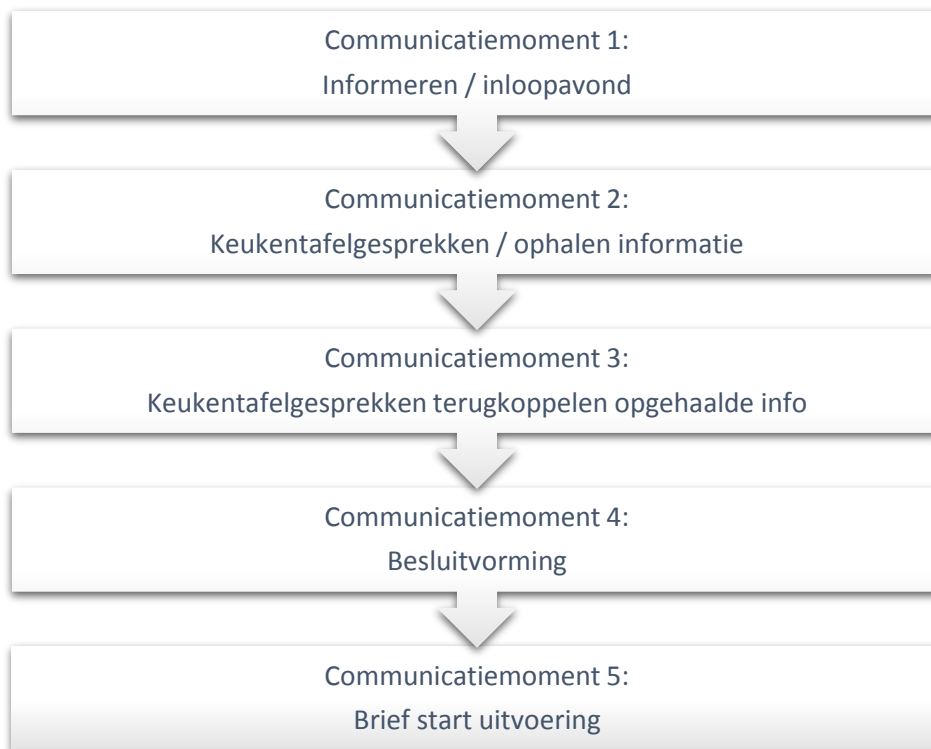 Communicatiemoment 1:
Informeren / inloopavond
Communicatiemoment 2:
Keukentafelgesprekken / ophalen informatie
Communicatiemoment 3:
Keukentafelgesprekken terugkoppelen opgehaalde info
Communicatiemoment 4:
Besluitvorming
Communicatiemoment 5:
Brief start uitvoering